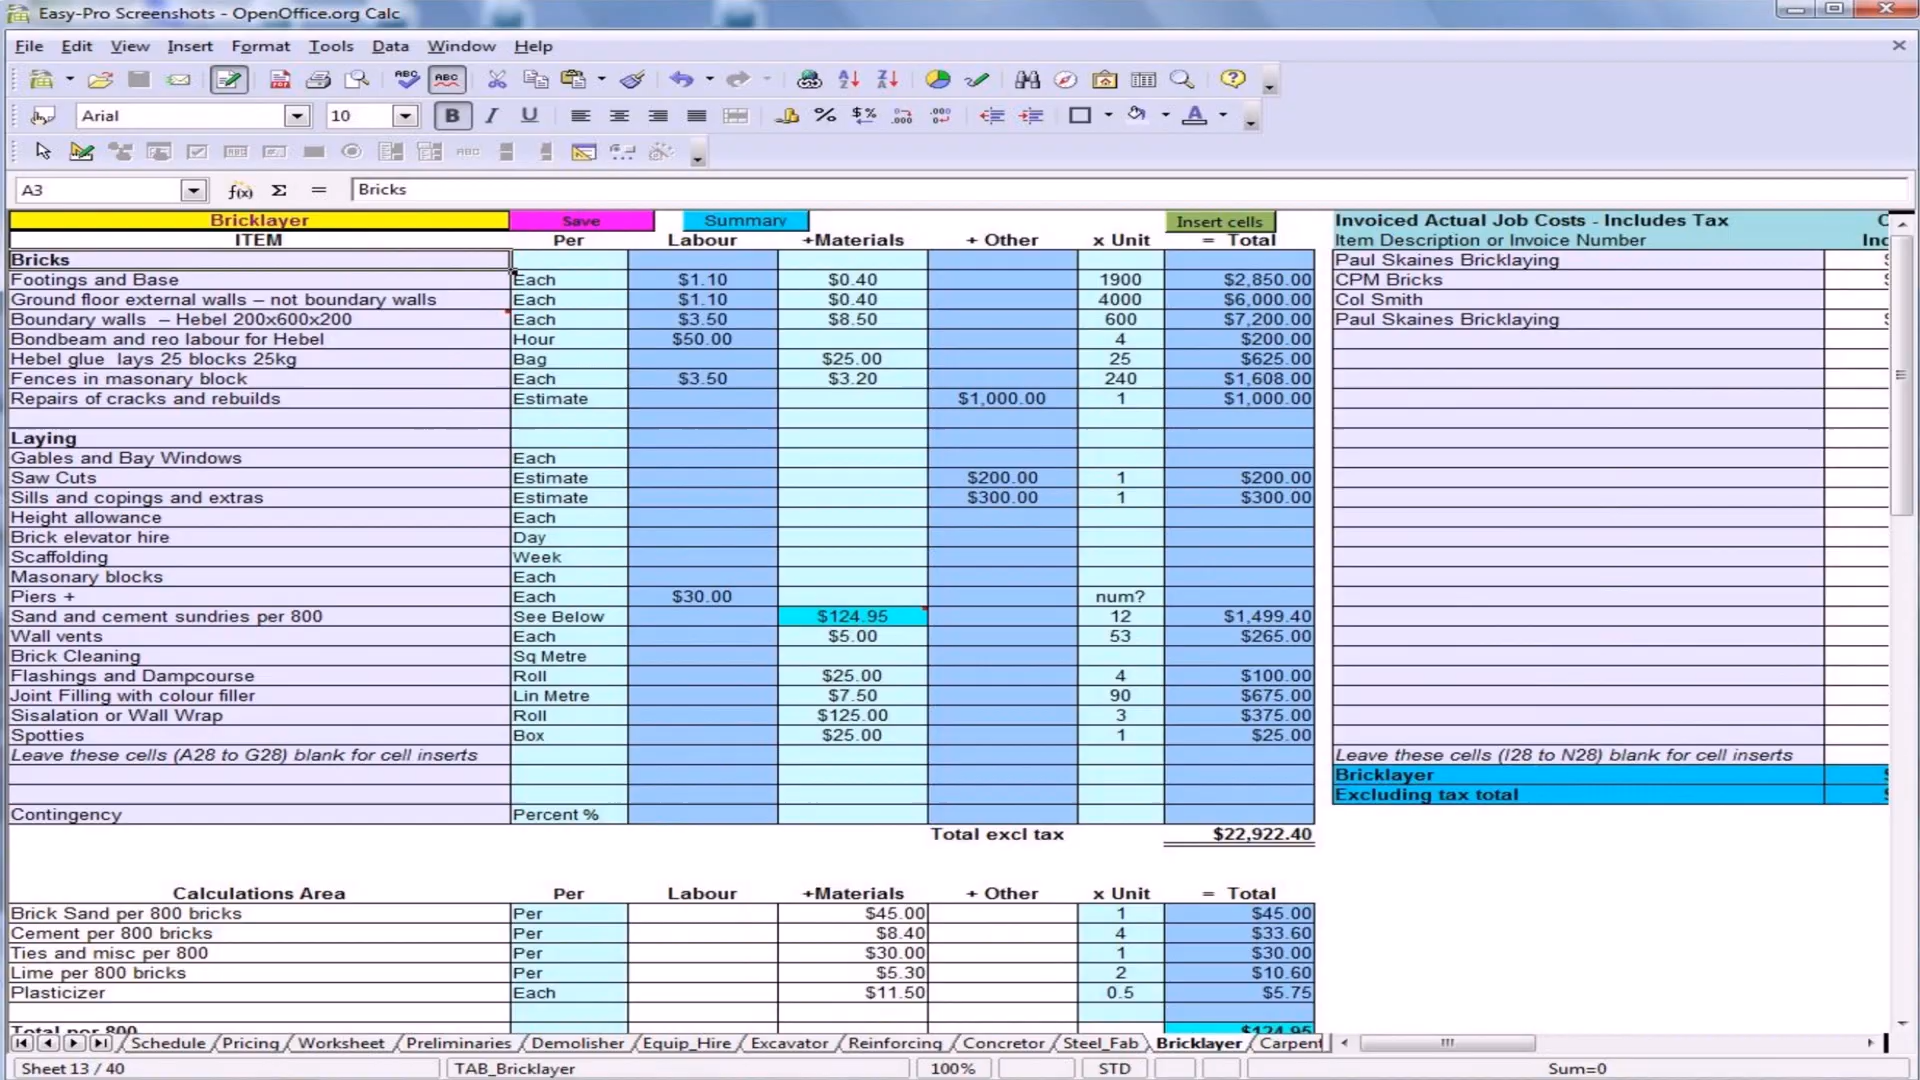 Easy-Pro Screenshots - OpenOffice.org Calc
File Edit View Insert Format Tools Data Window Help
Arial 10
A3 f(x) Σ = Bricks
Bricklayer Save Summary Insert cells Invoiced Actual Job Costs - Includes Tax
ITEM Per Labour +Materials + Other x Unit = Total Item Description or Invoice Number
Bricks Paul Skaines Bricklaying
Footings and Base Each $1.10 $0.40 1900 $2,850.00 CPM Bricks
Ground floor external walls – not boundary walls Each $1.10 $0.40 4000 $6,000.00 Col Smith
Boundary walls – Hebel 200x600x200 Each $3.50 $8.50 600 $7,200.00 Paul Skaines Bricklaying
Bondbeam and reo labour for Hebel Hour $50.00 4 $200.00
Hebel glue lays 25 blocks 25kg Bag $25.00 25 $625.00
Fences in masonary block Each $3.50 $3.20 240 $1,608.00
Repairs of cracks and rebuilds Estimate $1,000.00 1 $1,000.00
Laying
Gables and Bay Windows Each
Saw Cuts Estimate $200.00 1 $200.00
Sills and copings and extras Estimate $300.00 1 $300.00
Height allowance Each
Brick elevator hire Day
Scaffolding Week
Masonary blocks Each
Piers + Each $30.00 num?
Sand and cement sundries per 800 See Below $124.95 12 $1,499.40
Wall vents Each $5.00 53 $265.00
Brick Cleaning Sq Metre
Flashings and Dampcourse Roll $25.00 4 $100.00
Joint Filling with colour filler Lin Metre $7.50 90 $675.00
Sisalation or Wall Wrap Roll $125.00 3 $375.00
Spotties Box $25.00 1 $25.00
Leave these cells (A28 to G28) blank for cell inserts Leave these cells (I28 to N28) blank for cell inserts
Bricklayer
Excluding tax total
Contingency Percent %
Total excl tax $22,922.40
Calculations Area Per Labour +Materials + Other x Unit = Total
Brick Sand per 800 bricks Per $45.00 1 $45.00
Cement per 800 bricks Per $8.40 4 $33.60
Ties and misc per 800 Per $30.00 1 $30.00
Lime per 800 bricks Per $5.30 2 $10.60
Plasticizer Each $11.50 0.5 $5.75
Total per 800 $124.95
Schedule Pricing Worksheet Preliminaries Demolisher Equip_Hire Excavator Reinforcing Concretor Steel_Fab Bricklayer Carpent
Sheet 13 / 40 TAB_Bricklayer 100% STD Sum=0